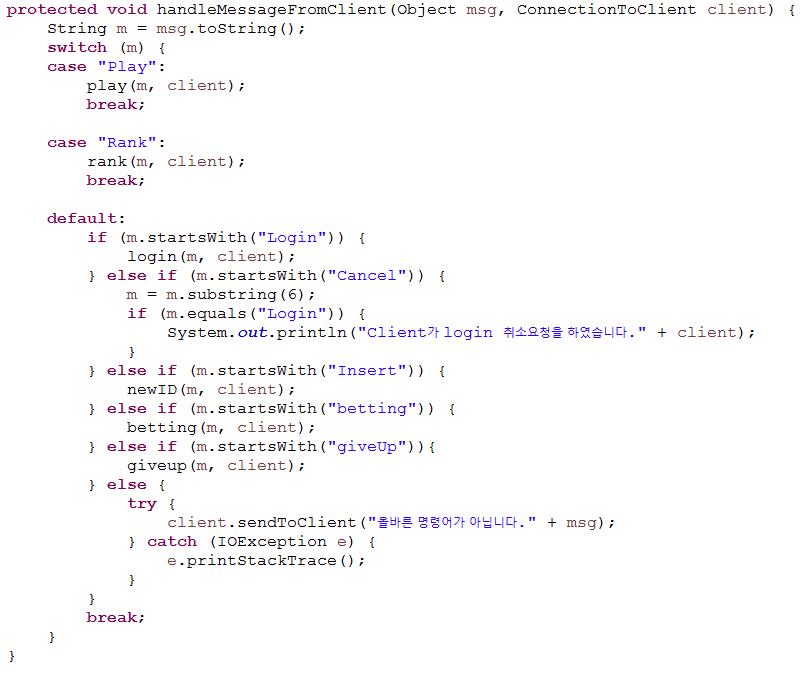 protected void handleMessageFromClient(Object msg, ConnectionToClient client) {
    String m = msg.toString();
    switch (m) {
    case "Play":
        play(m, client);
        break;

    case "Rank":
        rank(m, client);
        break;

    default:
        if (m.startsWith("Login")) {
            login(m, client);
        } else if (m.startsWith("Cancel")) {
            m = m.substring(6);
            if (m.equals("Login")) {
                System.out.println("Client가 login 취소요청을 하였습니다." + client);
            }
        } else if (m.startsWith("Insert")) {
            newID(m, client);
        } else if (m.startsWith("betting")) {
            betting(m, client);
        } else if (m.startsWith("giveUp")){
            giveup(m, client);
        } else {
            try {
                client.sendToClient("올바른 명령어가 아닙니다." + msg);
            } catch (IOException e) {
                e.printStackTrace();
            }
        }
        break;
    }
}